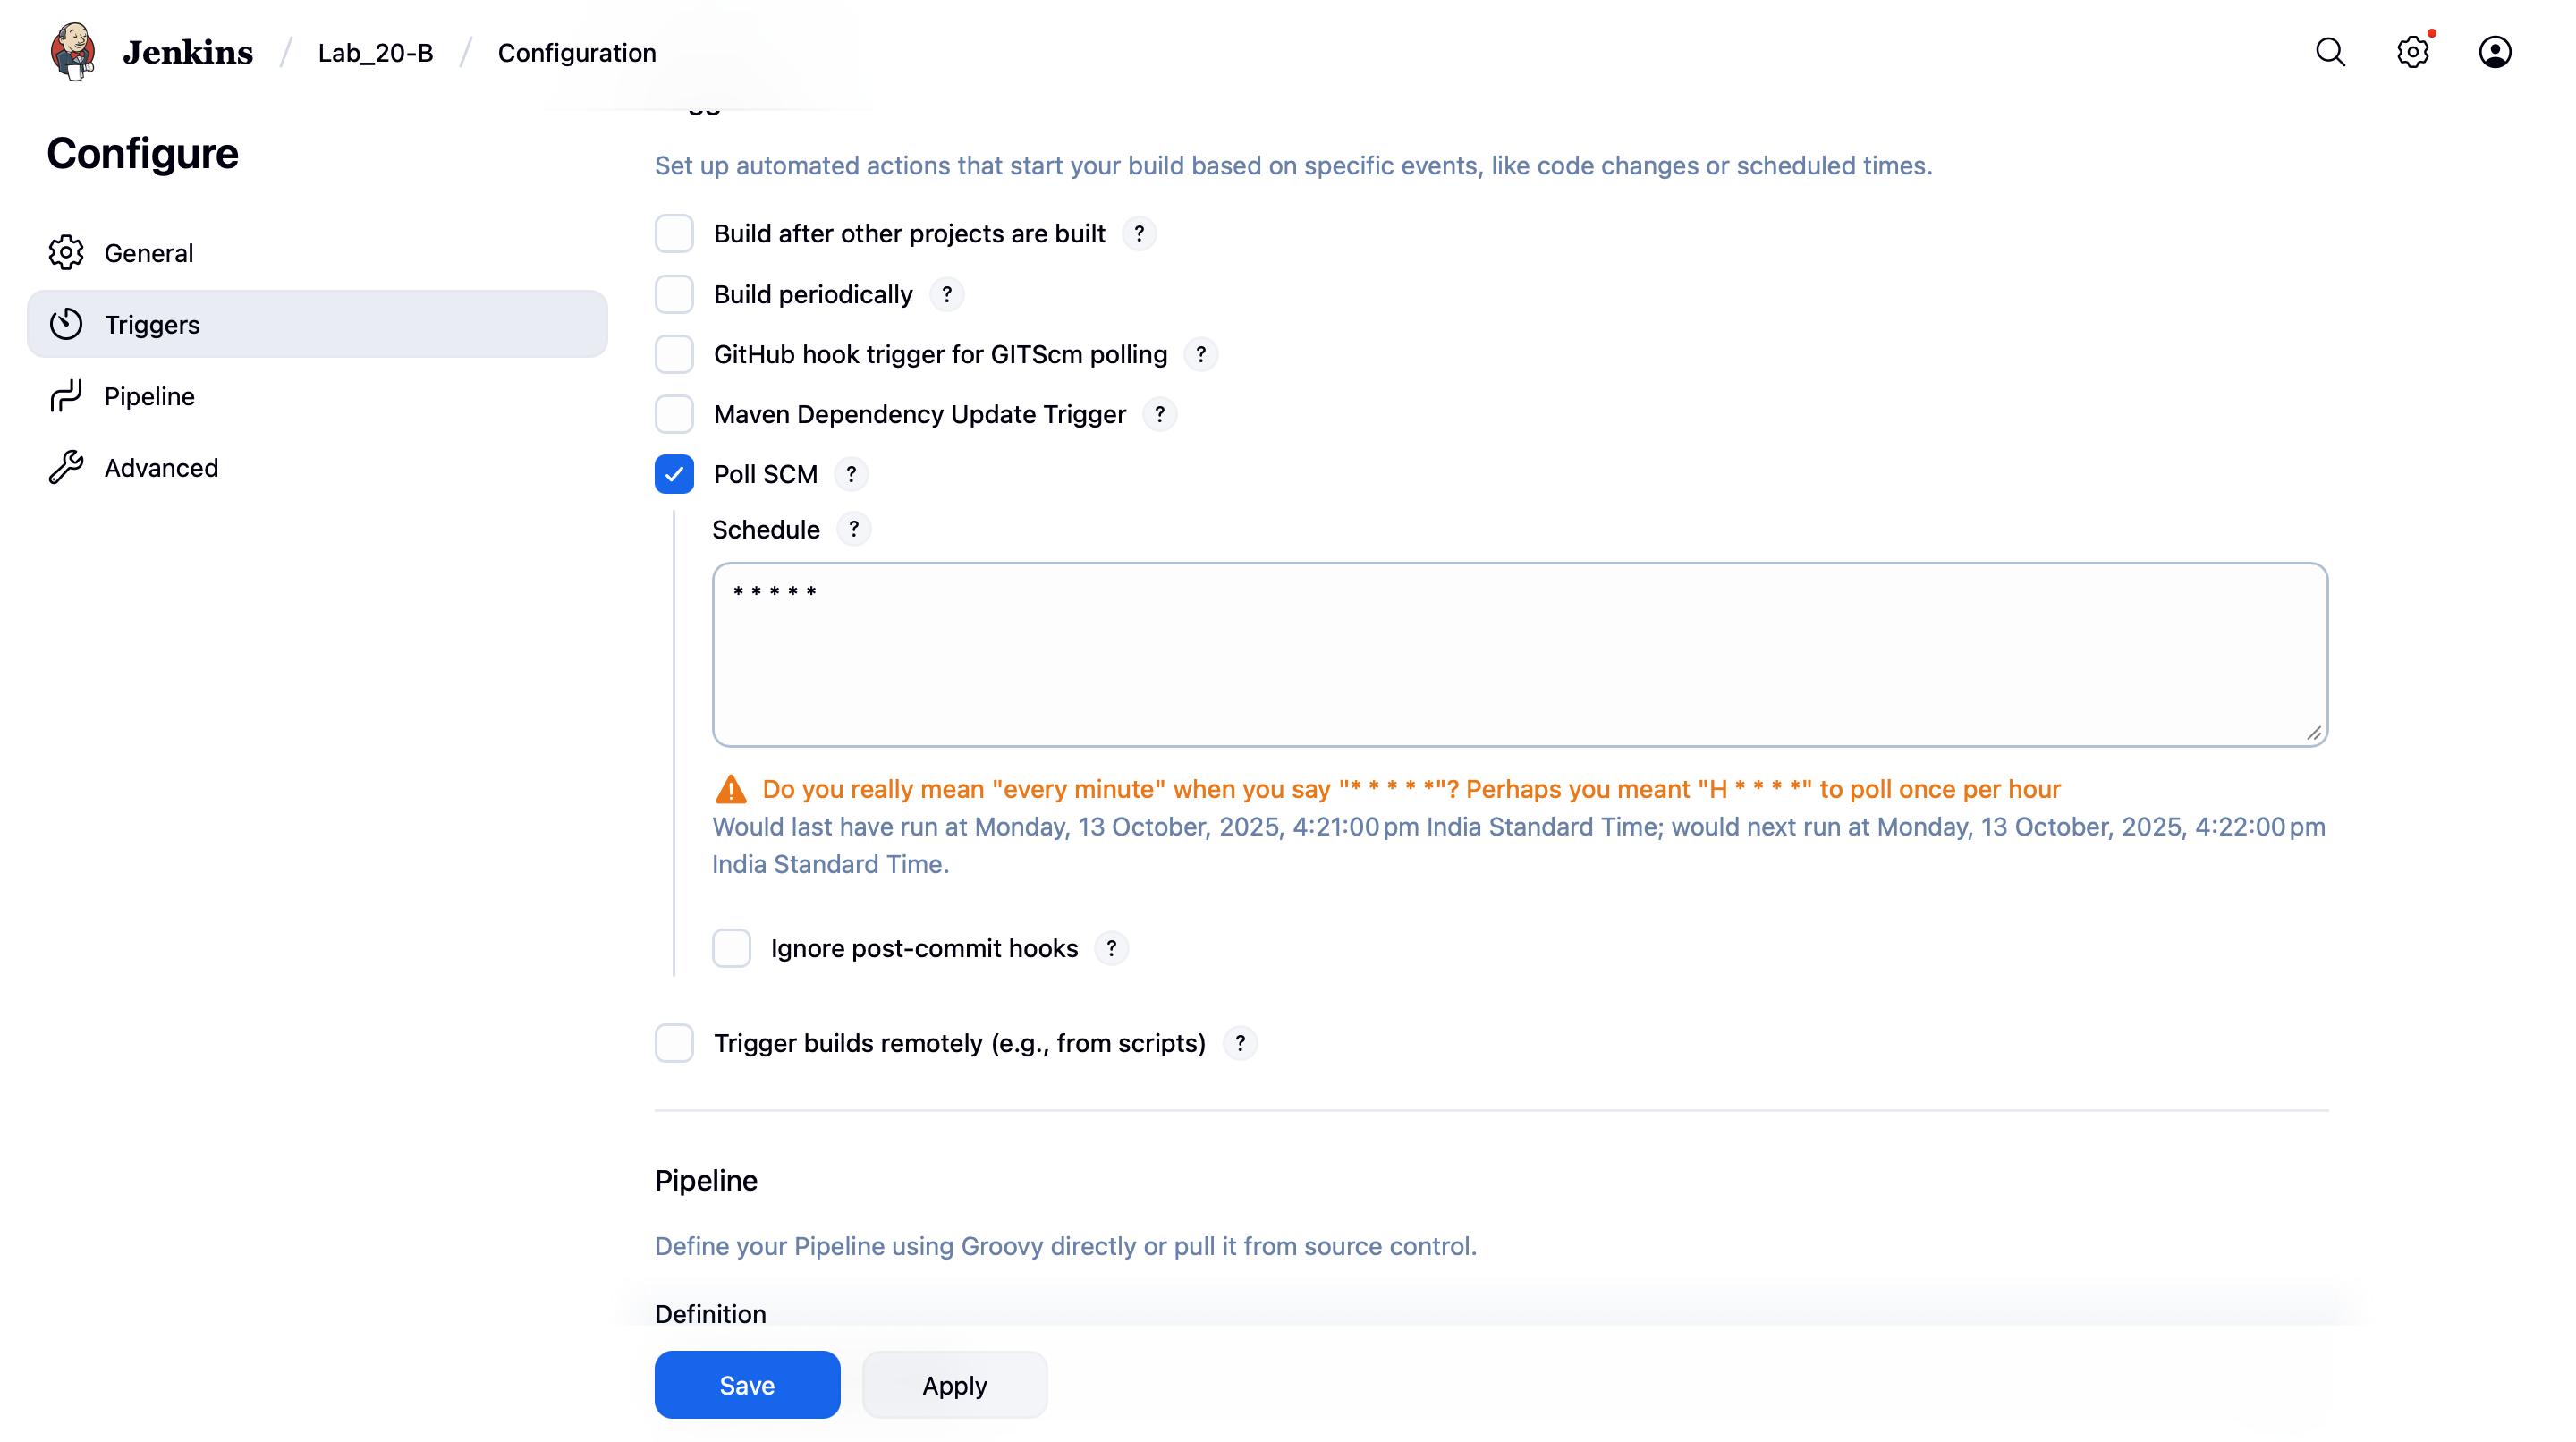 Jenkins / Lab_20-B / Configuration
Configure
General
Triggers
Pipeline
Advanced
Set up automated actions that start your build based on specific events, like code changes or scheduled times.
Build after other projects are built ?
Build periodically ?
GitHub hook trigger for GITScm polling ?
Maven Dependency Update Trigger ?
Poll SCM ?
Schedule ?
* * * * *
Do you really mean "every minute" when you say "* * * * *"? Perhaps you meant "H * * * *" to poll once per hour
Would last have run at Monday, 13 October, 2025, 4:21:00 pm India Standard Time; would next run at Monday, 13 October, 2025, 4:22:00 pm
India Standard Time.
Ignore post-commit hooks ?
Trigger builds remotely (e.g., from scripts) ?
Pipeline
Define your Pipeline using Groovy directly or pull it from source control.
Definition
Save
Apply